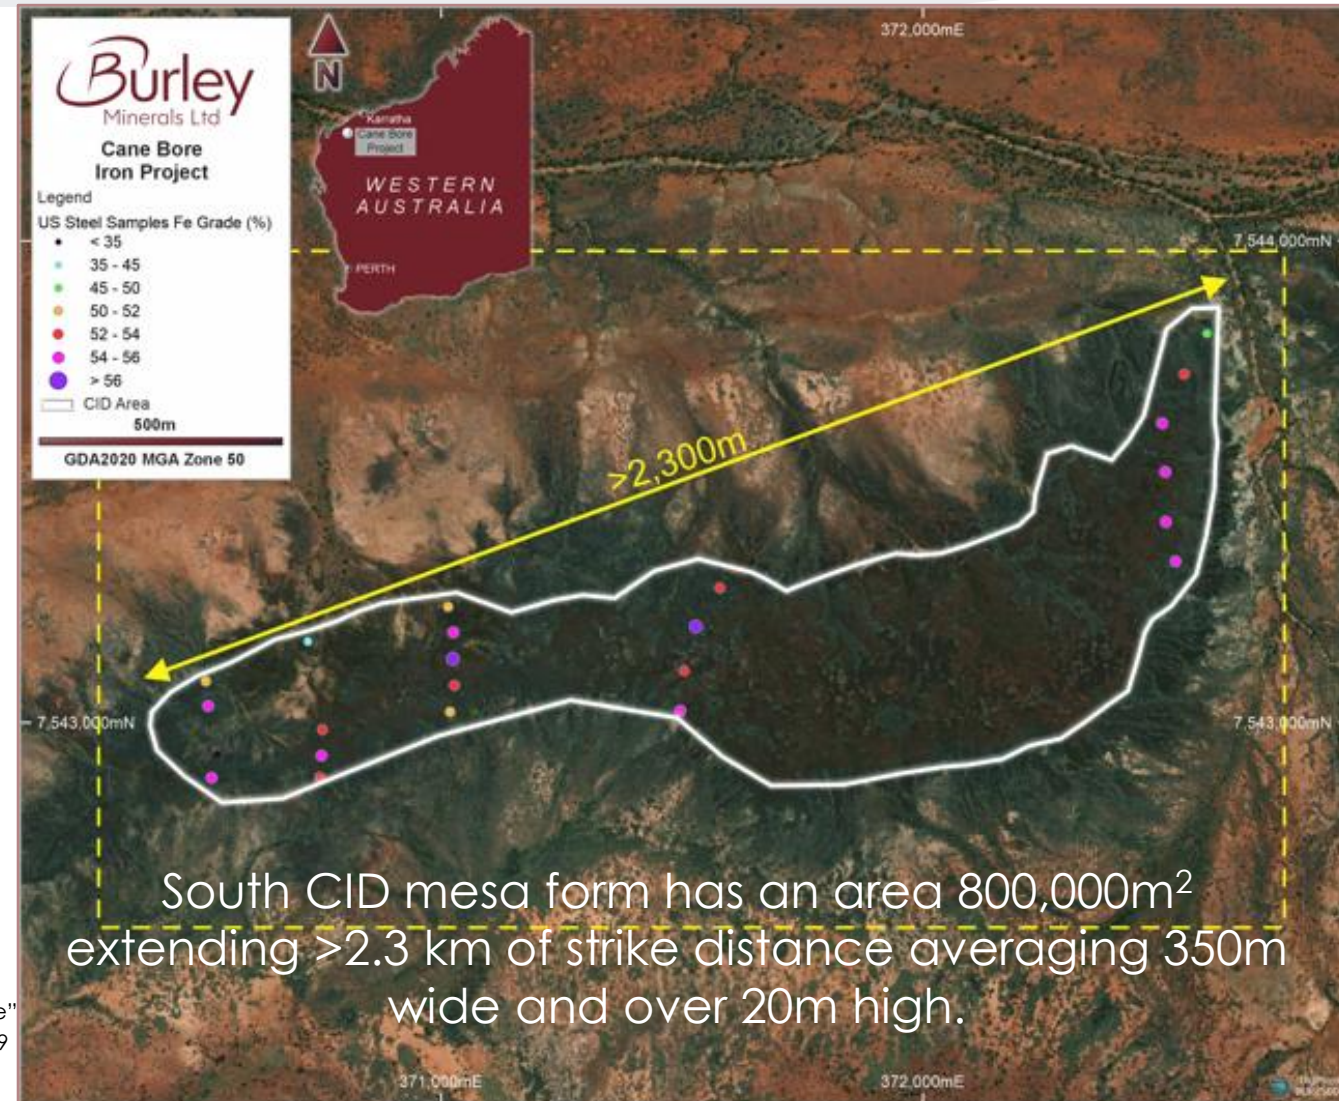 372,000mE
Burley
Minerals Ltd
Cane Bore
Iron Project
Legend
US Steel Samples Fe Grade (%)
< 35
35 - 45
45 - 50
50 - 52
52 - 54
54 - 56
> 56
CID Area
500m
GDA2020 MGA Zone 50
N
Karratha
Cane Bore
Project
WESTERN
AUSTRALIA
PERTH
7,544,000mN
>2,300m
7,543,000mN
7,543,000mN
South CID mesa form has an area 800,000m²
extending >2.3 km of strike distance averaging 350m
wide and over 20m high.
e”
9
371,000mE
372,000mE